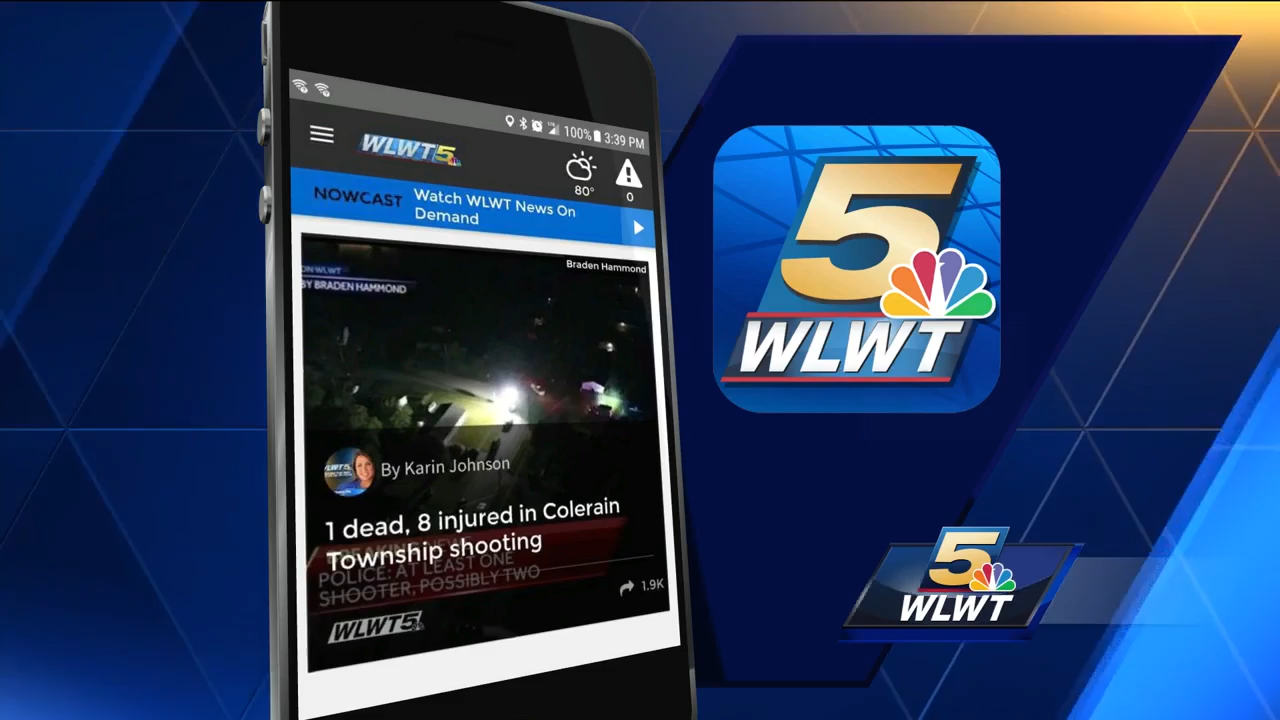 100% 3:39 PM
WLWT5
80°
0
NOWCAST
Watch WLWT News On
Demand
Braden Hammond
ON WLWT
BY BRADEN HAMMOND
By Karin Johnson
1 dead, 8 injured in Colerain
Township shooting
POLICE: AT LEAST ONE
SHOOTER, POSSIBLY TWO
1.9K
WLWT5
5
WLWT
5
WLWT